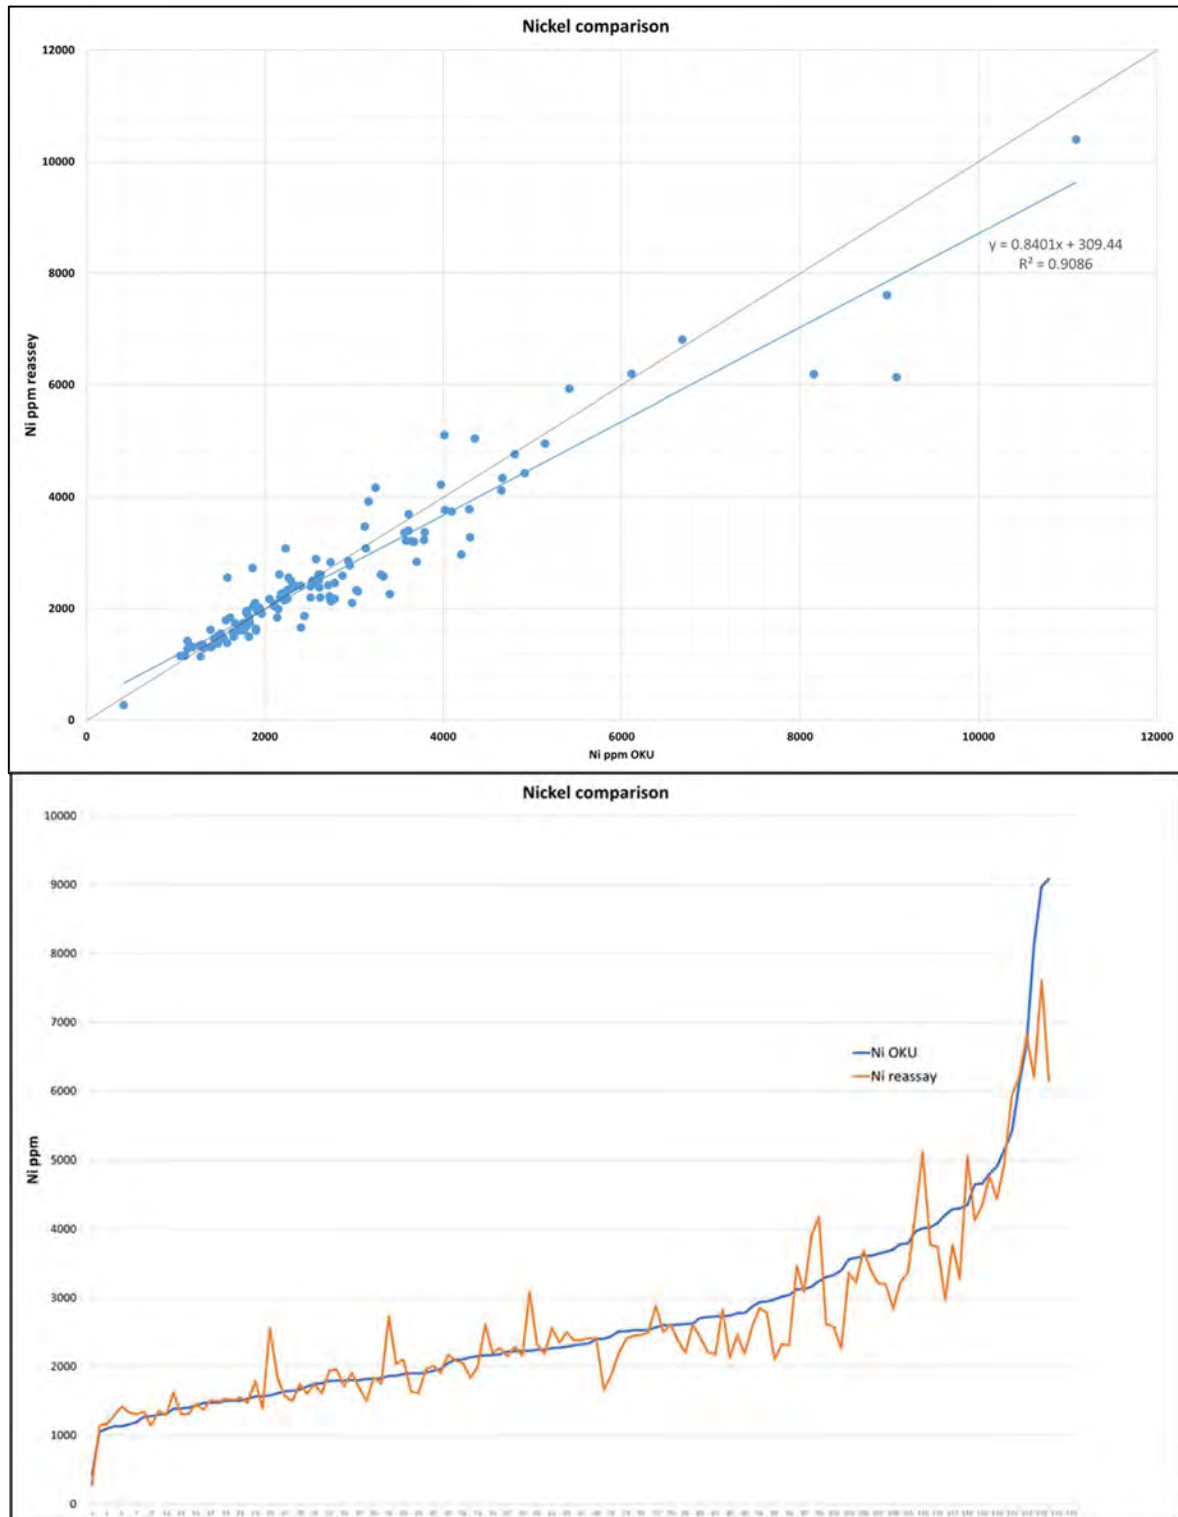 Nickel comparison
12000
10000
8000
6000
4000
2000
0
Ni ppm reassey
y = 0.8401x + 309.44
R² = 0.9086
0 2000 4000 6000 8000 10000 12000
Ni ppm OKU
Nickel comparison
10000
9000
8000
7000
6000
5000
4000
3000
2000
1000
0
Ni ppm
Ni OKU
Ni reassay